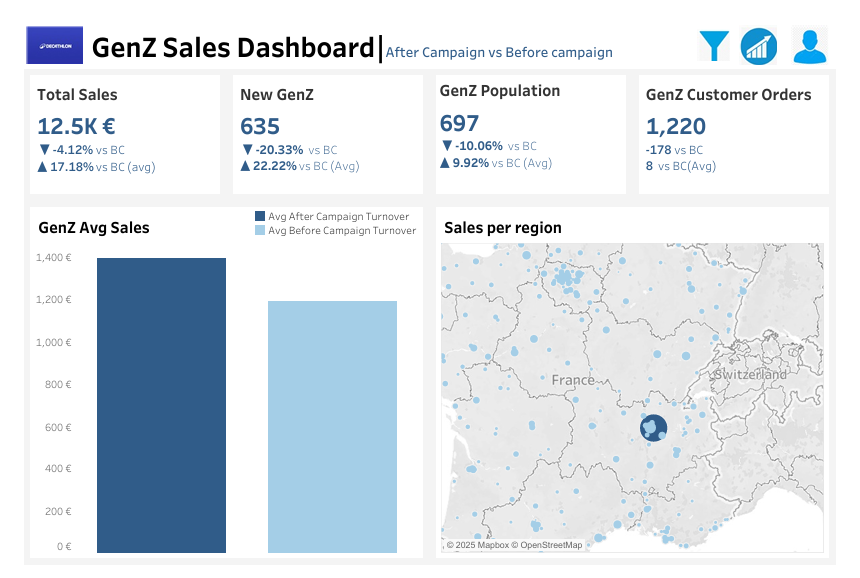 DECATHLON
GenZ Sales Dashboard
After Campaign vs Before campaign
Total Sales
12.5K €
▼ -4.12% vs BC
▲ 17.18% vs BC (avg)
New GenZ
635
▼ -20.33% vs BC
▲ 22.22% vs BC (Avg)
GenZ Population
697
▼ -10.06% vs BC
▲ 9.92% vs BC (Avg)
GenZ Customer Orders
1,220
-178 vs BC
8 vs BC(Avg)
GenZ Avg Sales
Avg After Campaign Turnover
Avg Before Campaign Turnover
1,400 €
1,200 €
1,000 €
800 €
600 €
400 €
200 €
0 €
Sales per region
France
Switzerland
© 2025 Mapbox © OpenStreetMap